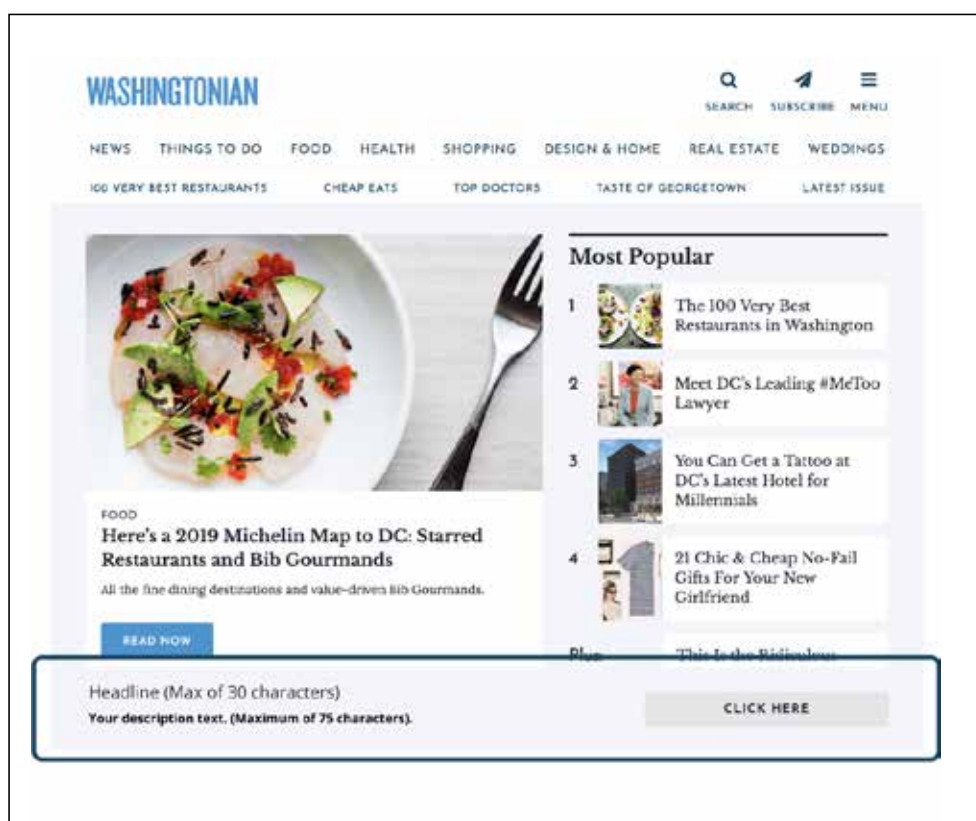 WASHINGTONIAN
SEARCH SUBSCRIBE MENU
NEWS THINGS TO DO FOOD HEALTH SHOPPING DESIGN & HOME REAL ESTATE WEDDINGS
100 VERY BEST RESTAURANTS CHEAP EATS TOP DOCTORS TASTE OF GEORGETOWN LATEST ISSUE
FOOD
Here's a 2019 Michelin Map to DC: Starred
Restaurants and Bib Gourmands
All the fine dining destinations and value-driven Bib Gourmands.
READ NOW
Most Popular
1
The 100 Very Best
Restaurants in Washington
2
Meet DC's Leading #MeToo
Lawyer
3
You Can Get a Tattoo at
DC's Latest Hotel for
Millennials
4
21 Chic & Cheap No-Fail
Gifts For Your New
Girlfriend
Plus
This Is the Ridiculous
Headline (Max of 30 characters)
Your description text. (Maximum of 75 characters).
CLICK HERE